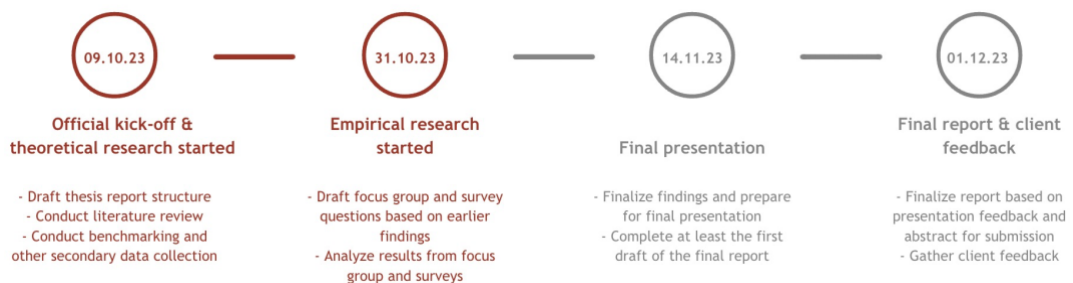 09.10.23
31.10.23
14.11.23
01.12.23
Official kick-off &
theoretical research started
- Draft thesis report structure
- Conduct literature review
- Conduct benchmarking and
other secondary data collection
Empirical research
started
- Draft focus group and survey
questions based on earlier
findings
- Analyze results from focus
group and surveys
Final presentation
- Finalize findings and prepare
for final presentation
- Complete at least the first
draft of the final report
Final report & client
feedback
- Finalize report based on
presentation feedback and
abstract for submission
- Gather client feedback